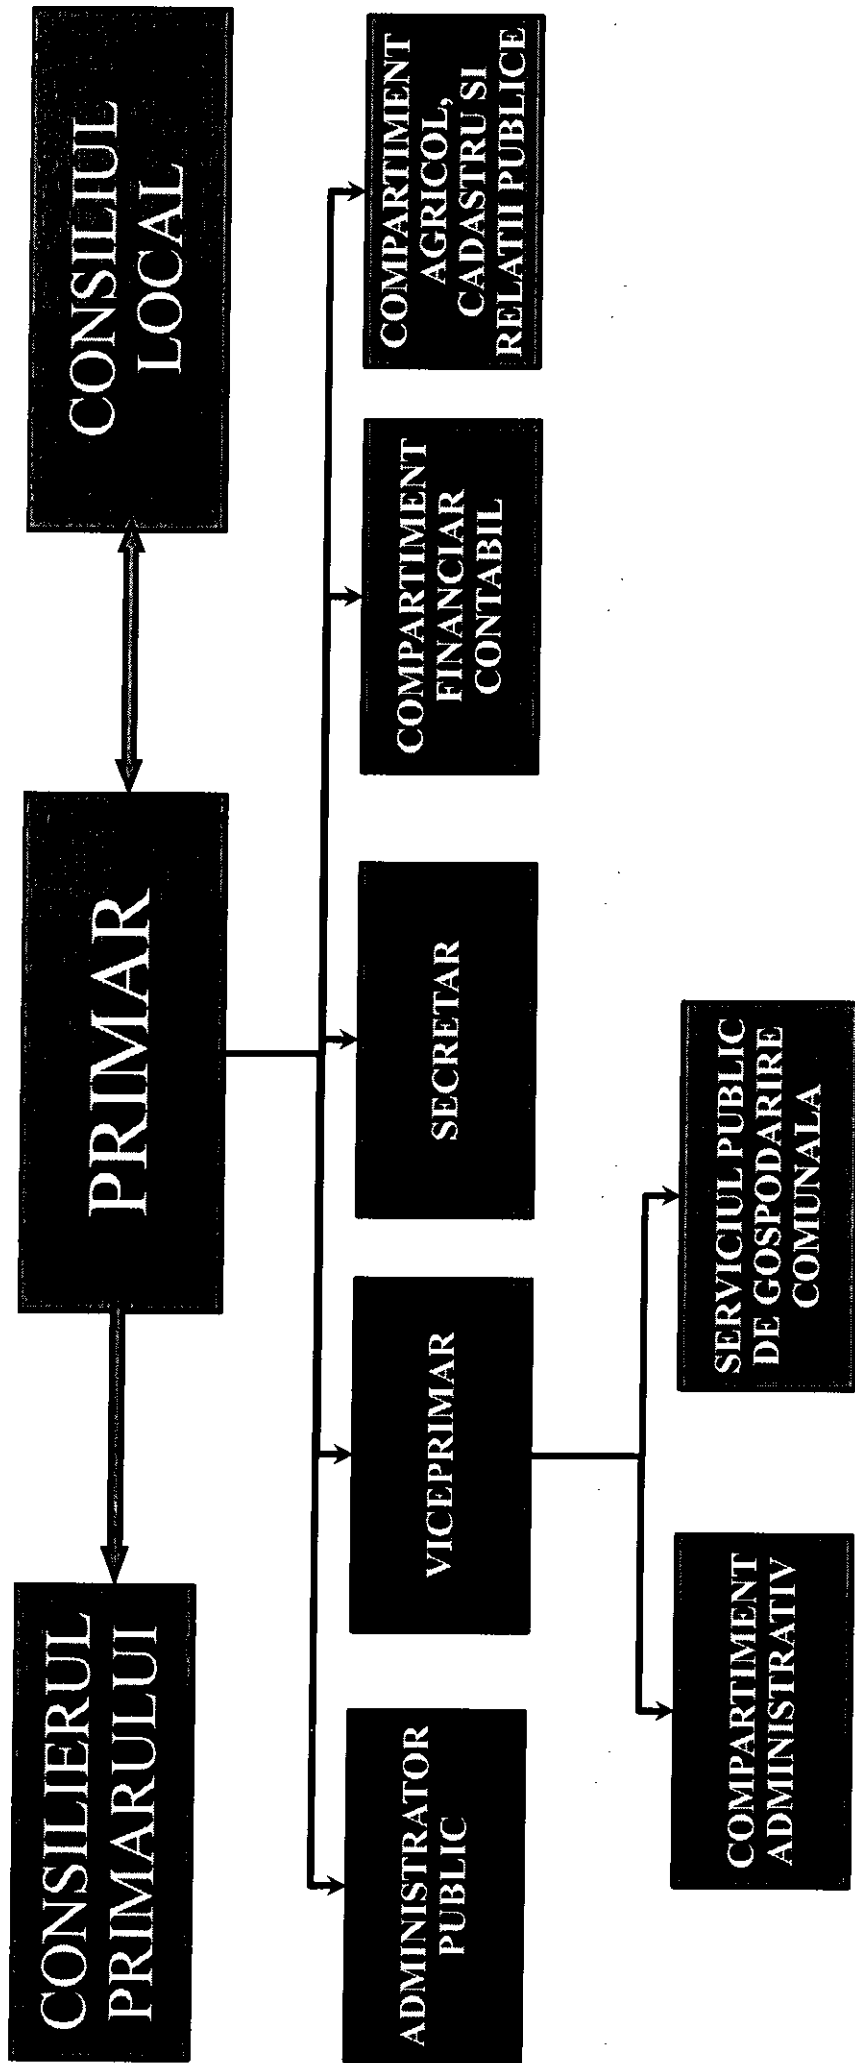 CONSILIERUL
PRIMARULUI
PRIMAR
CONSILIUL
LOCAL
ADMINISTRATOR
PUBLIC
VICEPRIMAR
SECRETAR
COMPARTIMENT
FINANCIAR
CONTABIL
COMPARTIMENT
AGRICOL,
CADASTRU SI
RELATII PUBLICE
COMPARTIMENT
ADMINISTRATIV
SERVICIUL PUBLIC
DE GOSPODARIRE
COMUNALA